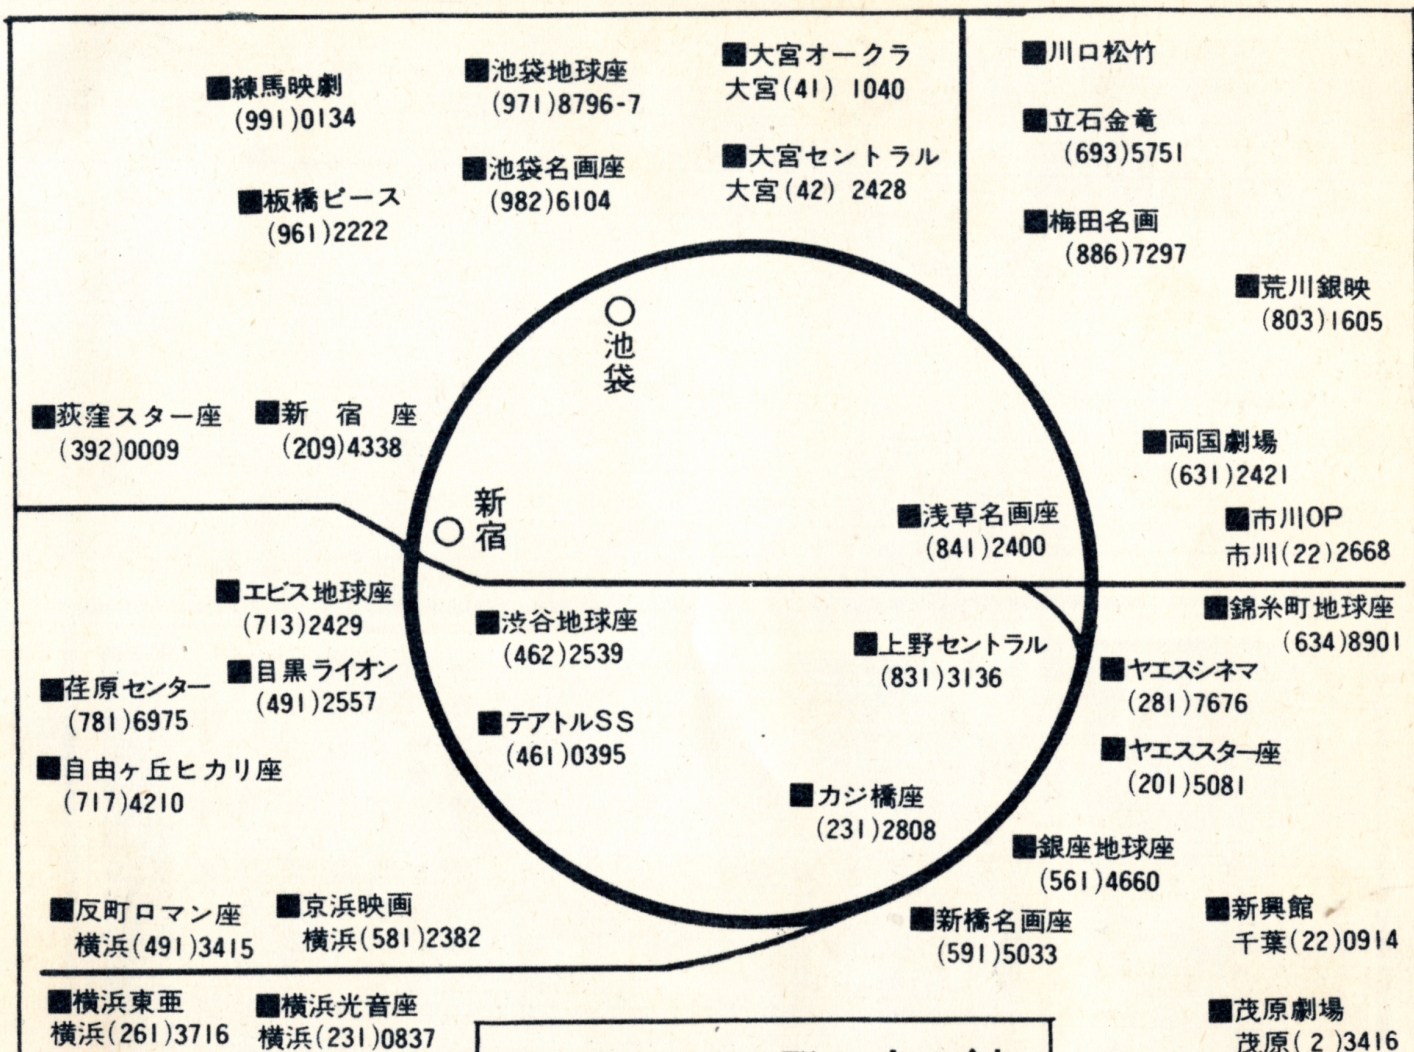 ■練馬映劇
(991)0134
■池袋地球座
(971)8796-7
■大宮オークラ
大宮(41) 1040
■川口松竹
■板橋ピース
(961)2222
■池袋名画座
(982)6104
■大宮セントラル
大宮(42) 2428
■立石金竜
(693)5751
■梅田名画
(886)7297
■荒川銀映
(803)1605
池袋
■荻窪スター座
(392)0009
■新宿座
(209)4338
■両国劇場
(631)2421
新宿
■浅草名画座
(841)2400
■市川OP
市川(22)2668
■エビス地球座
(713)2429
■渋谷地球座
(462)2539
■上野セントラル
(831)3136
■錦糸町地球座
(634)8901
■荏原センター
(781)6975
■目黒ライオン
(491)2557
■テアトルSS
(461)0395
■ヤエスシネマ
(281)7676
■ヤエススター座
(201)5081
■自由ヶ丘ヒカリ座
(717)4210
■カジ橋座
(231)2808
■銀座地球座
(561)4660
■反町ロマン座
横浜(491)3415
■京浜映画
横浜(581)2382
■新橋名画座
(591)5033
■新興館
千葉(22)0914
■横浜東亜
横浜(261)3716
■横浜光音座
横浜(231)0837
■茂原劇場
茂原(2)3416